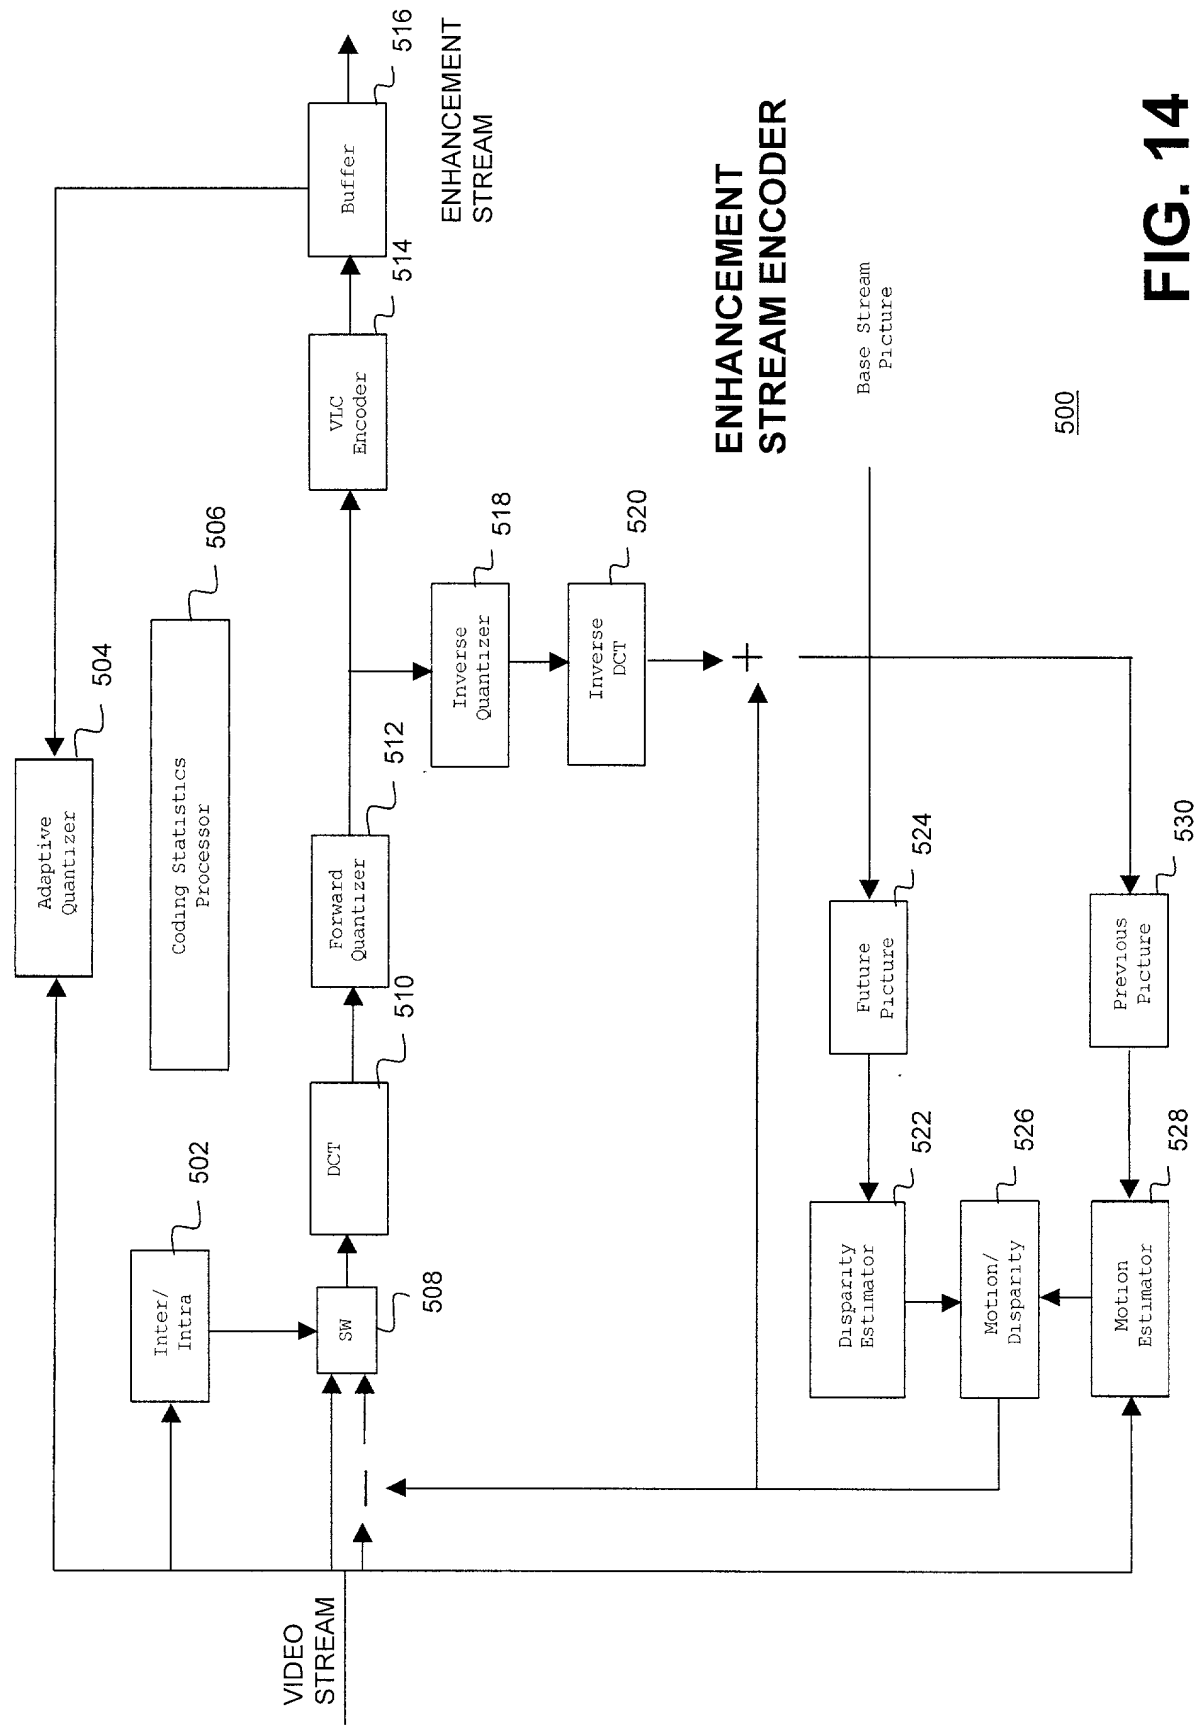 VIDEO
STREAM
Adaptive
Quantizer
504
Coding Statistics
Processor
506
Inter/
Intra
502
SW
508
DCT
510
Forward
Quantizer
512
VLC
Encoder
514
Buffer
516
ENHANCEMENT
STREAM
Inverse
Quantizer
518
Inverse
DCT
520
—
+
ENHANCEMENT
STREAM ENCODER
Base Stream
Picture
Disparity
Estimator
522
Future
Picture
524
Motion/
Disparity
526
Motion
Estimator
528
Previous
Picture
530
500
FIG. 14